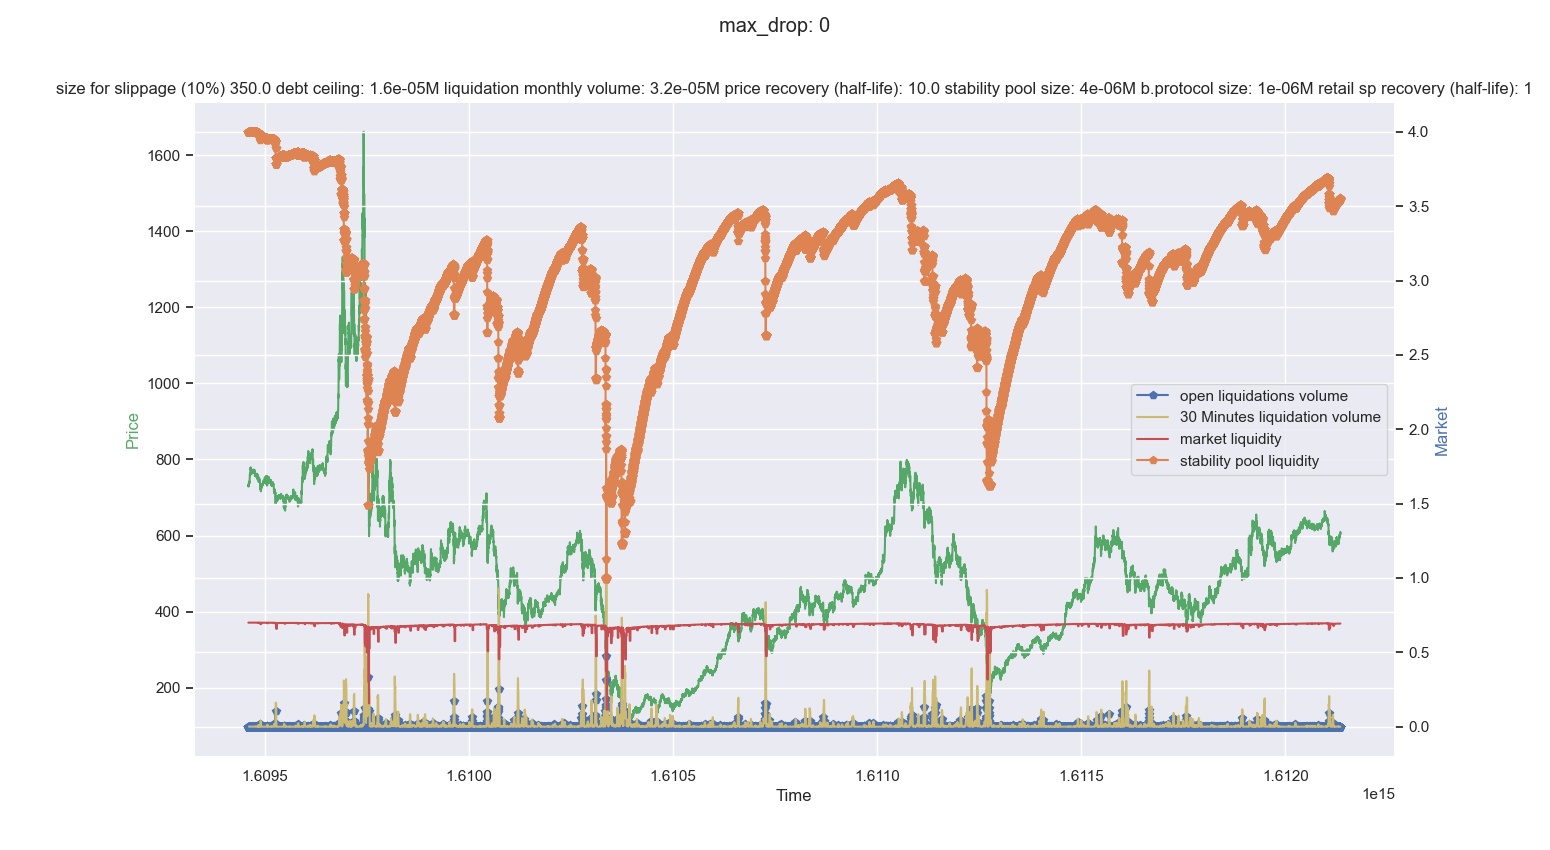 max_drop: 0
size for slippage (10%) 350.0 debt ceiling: 1.6e-05M liquidation monthly volume: 3.2e-05M price recovery (half-life): 10.0 stability pool size: 4e-06M b.protocol size: 1e-06M retail sp recovery (half-life): 1
1600
1400
1200
1000
800
600
400
200
Price
4.0
3.5
3.0
2.5
2.0
1.5
1.0
0.5
0.0
Market
open liquidations volume
30 Minutes liquidation volume
market liquidity
stability pool liquidity
1.6095
1.6100
1.6105
1.6110
1.6115
1.6120
Time
1e15